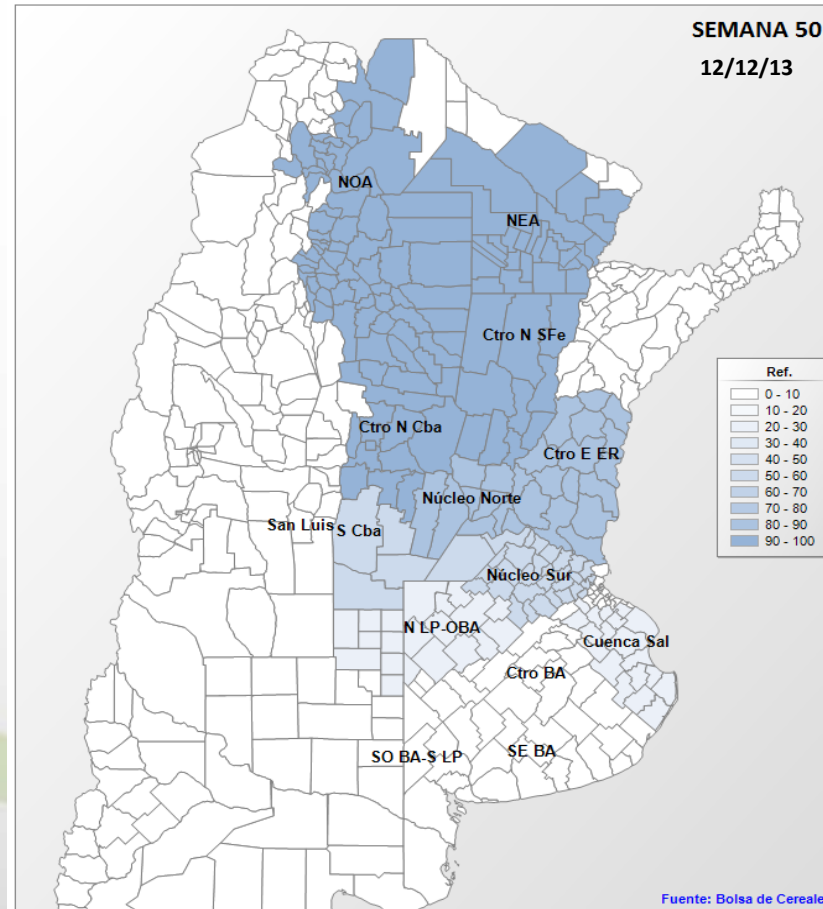 SEMANA 50
12/12/13
NOA
NEA
Ctro N SFe
Ref.
0 - 10
10 - 20
20 - 30
30 - 40
40 - 50
50 - 60
60 - 70
70 - 80
80 - 90
90 - 100
Ctro N Cba
Ctro E ER
Núcleo Norte
San Luis
S Cba
Núcleo Sur
N LP-OBA
Cuenca Sal
Ctro BA
SO BA-S LP
SE BA
Fuente: Bolsa de Cereale